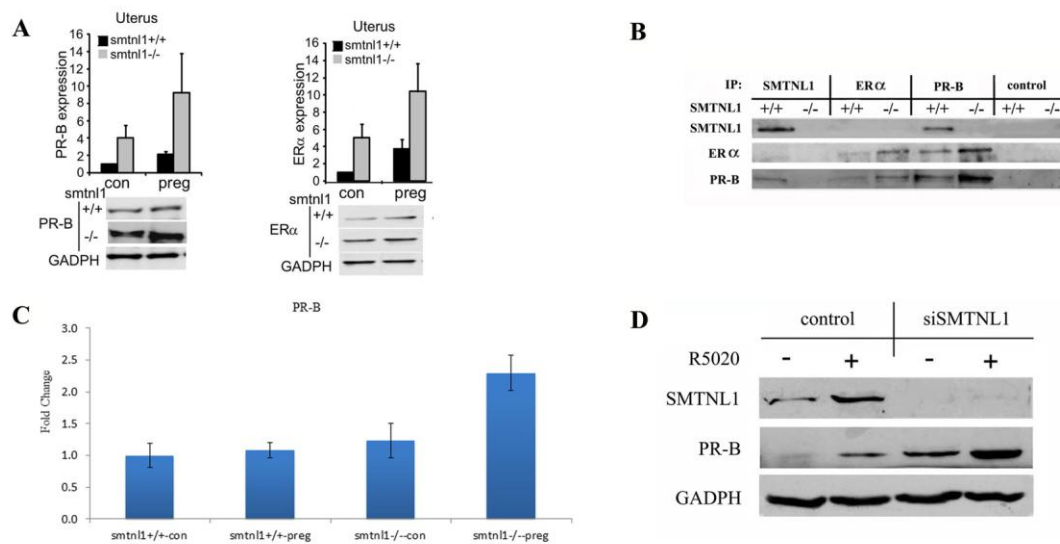 A
Uterus
smtnl1+/+
smtnl1-/-
PR-B expression
16
14
12
10
8
6
4
2
0
con preg
smtnl1
+/+
PR-B
-/-
GADPH
Uterus
smtnl1+/+
smtnl1-/-
ERα expression
16
14
12
10
8
6
4
2
0
con preg
smtnl1
+/+
ERα
-/-
GADPH
B
IP: SMTNL1 ERα PR-B control
SMTNL1 +/+ -/- +/+ -/- +/+ -/- +/+ -/-
SMTNL1
ERα
PR-B
C
PR-B
Fold Change
3.0
2.5
2.0
1.5
1.0
0.5
0.0
smtnl1+/+-con smtnl1+/+-preg smtnl1-/--con smtnl1-/--preg
D
control siSMTNL1
R5020 - + - +
SMTNL1
PR-B
GADPH